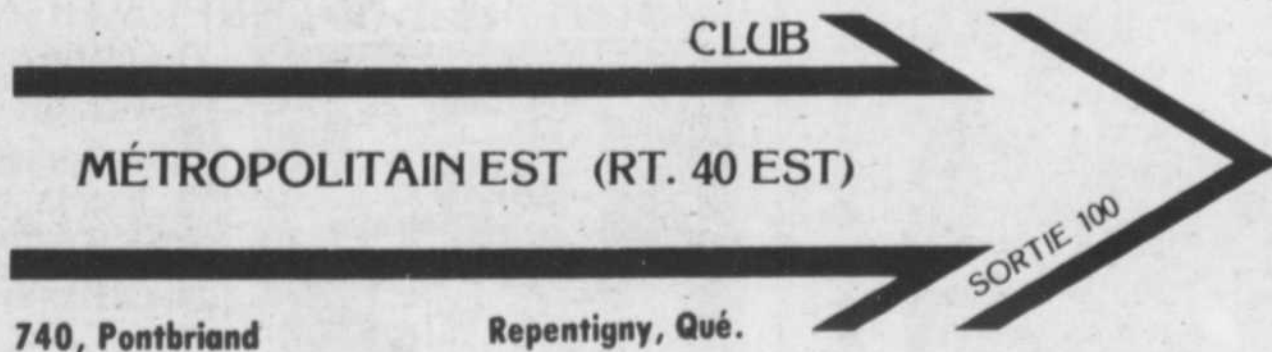 CLUB
MÉTROPOLITAIN EST (RT. 40 EST)
SORTIE 100
740, Pontbriand Repentigny, Qué.